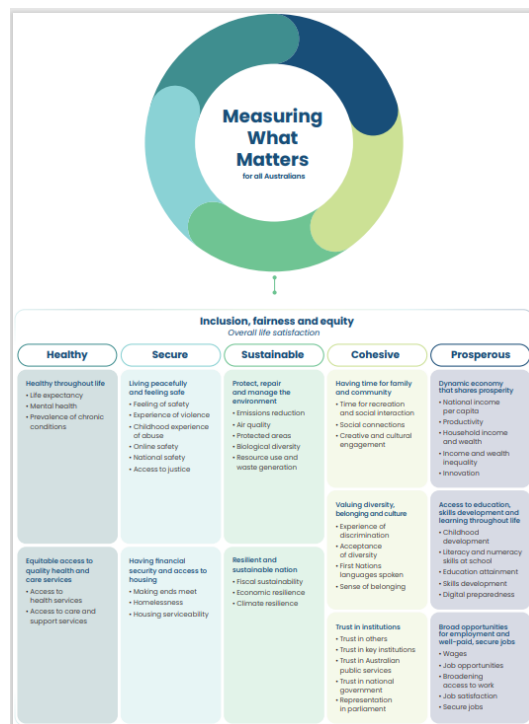 Measuring
What
Matters
for all Australians
Inclusion, fairness and equity
Overall life satisfaction
Healthy
Healthy throughout life
• Life expectancy
• Mental health
• Prevalence of chronic
conditions
Equitable access to
quality health and
care services
• Access to
health services
• Access to care and
support services
Secure
Living peacefully
and feeling safe
• Feeling of safety
• Experience of violence
• Childhood experience
of abuse
• Online safety
• National safety
• Access to justice
Having financial
security and access to
housing
• Making ends meet
• Homelessness
• Housing serviceability
Sustainable
Protect, repair
and manage the
environment
• Emissions reduction
• Air quality
• Protected areas
• Biological diversity
• Resource use and
waste generation
Resilient and
sustainable nation
• Fiscal sustainability
• Economic resilience
• Climate resilience
Cohesive
Having time for family
and community
• Time for recreation
and social interaction
• Social connections
• Creative and cultural
engagement
Valuing diversity,
belonging and culture
• Experience of
discrimination
• Acceptance
of diversity
• First Nations
languages spoken
• Sense of belonging
Trust in institutions
• Trust in others
• Trust in key institutions
• Trust in Australian
public services
• Trust in national
government
• Representation
in parliament
Prosperous
Dynamic economy
that shares prosperity
• National income
per capita
• Productivity
• Household income
and wealth
• Income and wealth
inequality
• Innovation
Access to education,
skills development and
learning throughout life
• Childhood
development
• Literacy and numeracy
skills at school
• Education attainment
• Skills development
• Digital preparedness
Broad opportunities
for employment and
well-paid, secure jobs
• Wages
• Job opportunities
• Broadening
access to work
• Job satisfaction
• Secure jobs